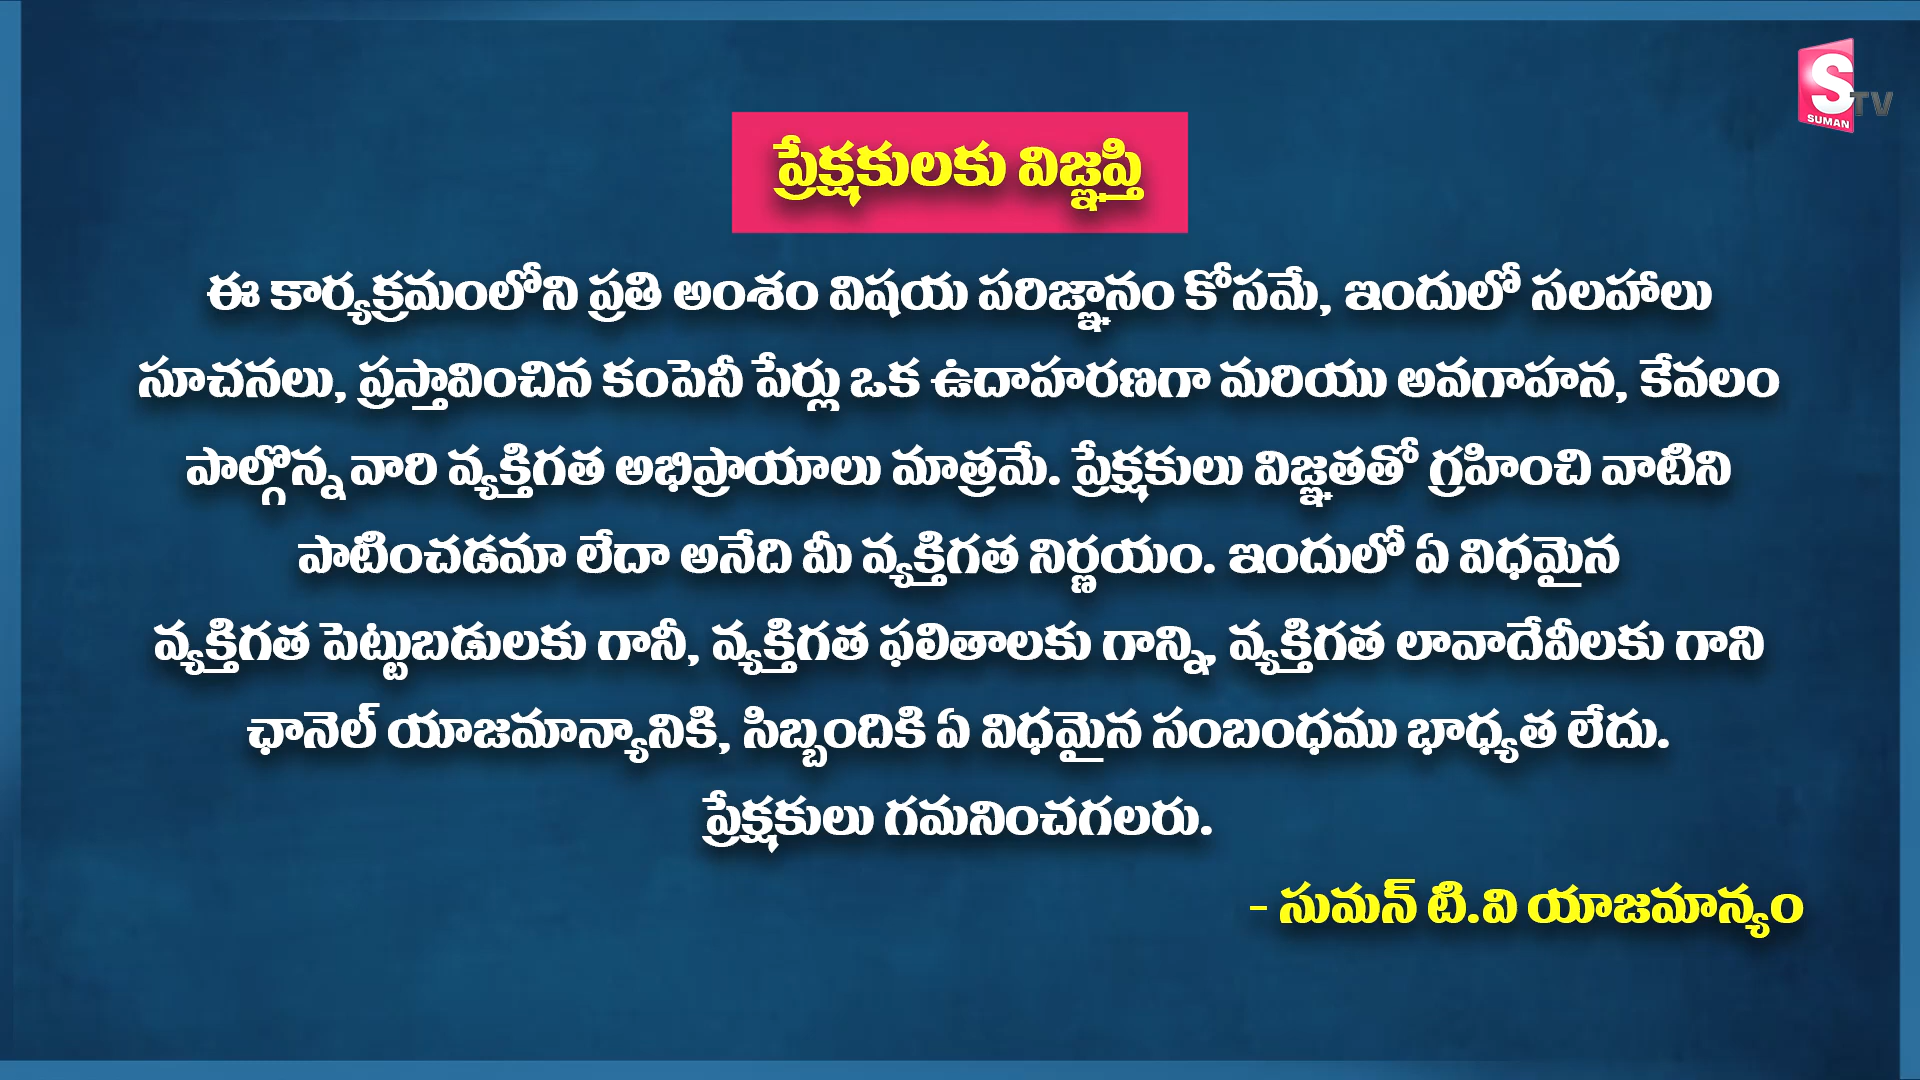 S
TV
SUMAN
ప్రేక్షకులకు విజ్ఞప్తి
ఈ కార్యక్రమంలోని ప్రతి అంశం విషయ పరిజ్ఞానం కోసమే, ఇందులో సలహాలు
సూచనలు, ప్రస్తావించిన కంపెనీ పేర్లు ఒక ఉదాహరణగా మరియు అవగాహన, కేవలం
పాల్గొన్న వారి వ్యక్తిగత అభిప్రాయాలు మాత్రమే. ప్రేక్షకులు విజ్ఞతతో గ్రహించి వాటిని
పాటించడమా లేదా అనేది మీ వ్యక్తిగత నిర్ణయం. ఇందులో ఏ విధమైన
వ్యక్తిగత పెట్టుబడులకు గానీ, వ్యక్తిగత ఫలితాలకు గాన్ని, వ్యక్తిగత లావాదేవీలకు గాని
ఛానెల్ యాజమాన్యానికి, సిబ్బందికి ఏ విధమైన సంబంధము భాధ్యత లేదు.
ప్రేక్షకులు గమనించగలరు.
- సుమన్ టి.వి యాజమాన్యం